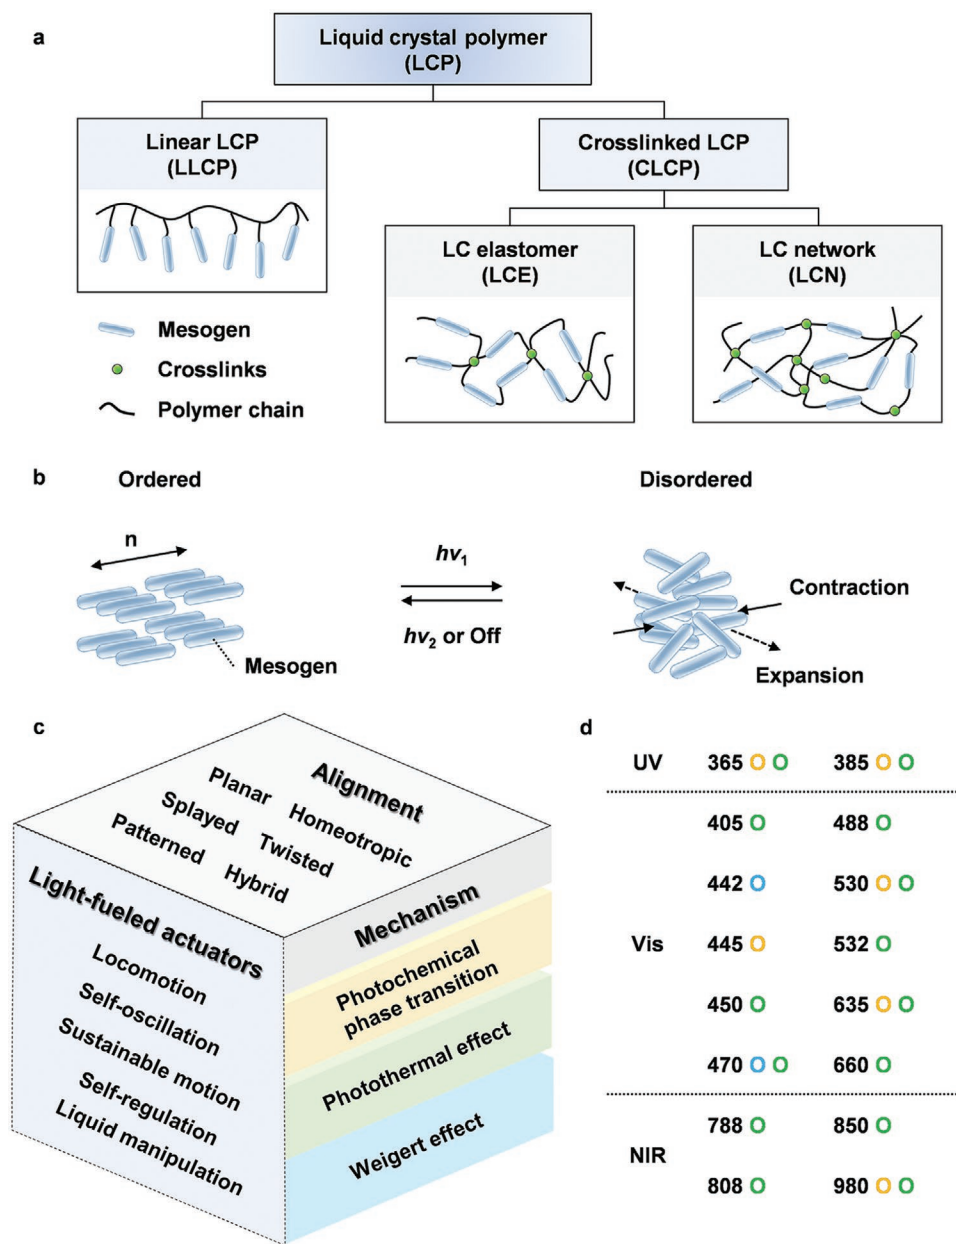 a
Liquid crystal polymer
(LCP)
Linear LCP
(LLCP)
Crosslinked LCP
(CLCP)
LC elastomer
(LCE)
LC network
(LCN)
Mesogen
Crosslinks
Polymer chain
b
Ordered
Disordered
n
hv₁
hv₂ or Off
Mesogen
Contraction
Expansion
c
Alignment
Planar Homeotropic
Splayed Twisted
Patterned Hybrid
Light-fueled actuators
Locomotion
Self-oscillation
Sustainable motion
Self-regulation
Liquid manipulation
Mechanism
Photochemical
phase transition
Photothermal effect
Weigert effect
d
UV 365 O O 385 O O
405 O 488 O
442 O 530 O O
Vis 445 O 532 O
450 O 635 O O
470 O O 660 O
788 O 850 O
NIR
808 O 980 O O